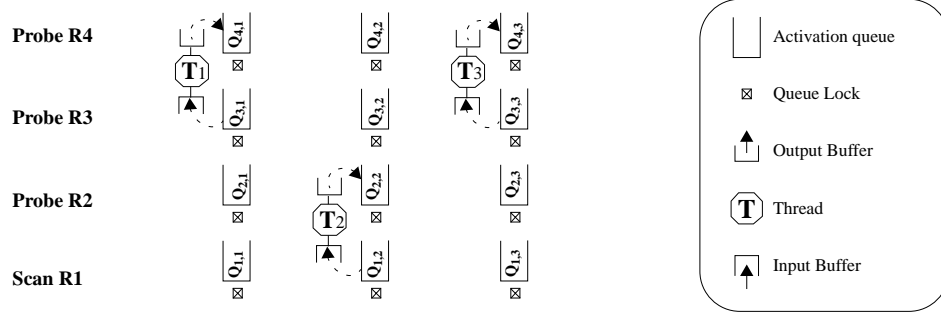 Probe R4
Q4,1
Q4,2
Q4,3
T1
T3
Probe R3
Q3,1
Q3,2
Q3,3
Probe R2
Q2,1
Q2,2
Q2,3
T2
Scan R1
Q1,1
Q1,2
Q1,3
Activation queue
Queue Lock
Output Buffer
T Thread
Input Buffer